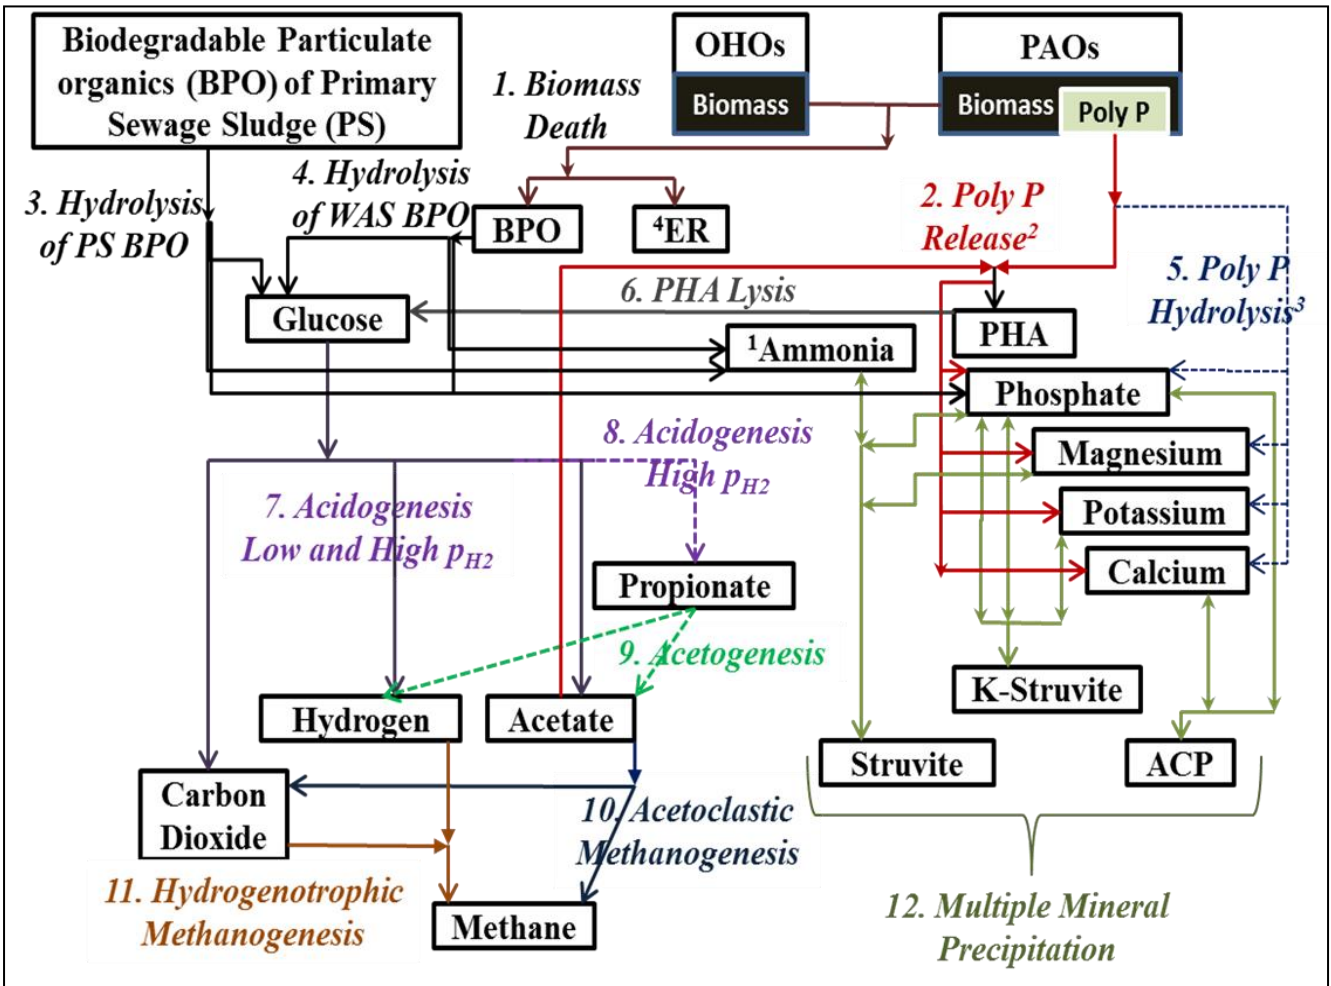 Biodegradable Particulate
organics (BPO) of Primary
Sewage Sludge (PS)
OHOs
Biomass
PAOs
Biomass
Poly P
1. Biomass
Death
2. Poly P
Release²
3. Hydrolysis
of PS BPO
4. Hydrolysis
of WAS BPO
BPO
⁴ER
5. Poly P
Hydrolysis³
6. PHA Lysis
Glucose
PHA
¹Ammonia
Phosphate
Magnesium
Potassium
Calcium
7. Acidogenesis
Low and High pH2
8. Acidogenesis
High pH2
Propionate
9. Acetogenesis
Hydrogen
Acetate
K-Struvite
Struvite
ACP
Carbon
Dioxide
10. Acetoclastic
Methanogenesis
11. Hydrogenotrophic
Methanogenesis
Methane
12. Multiple Mineral
Precipitation